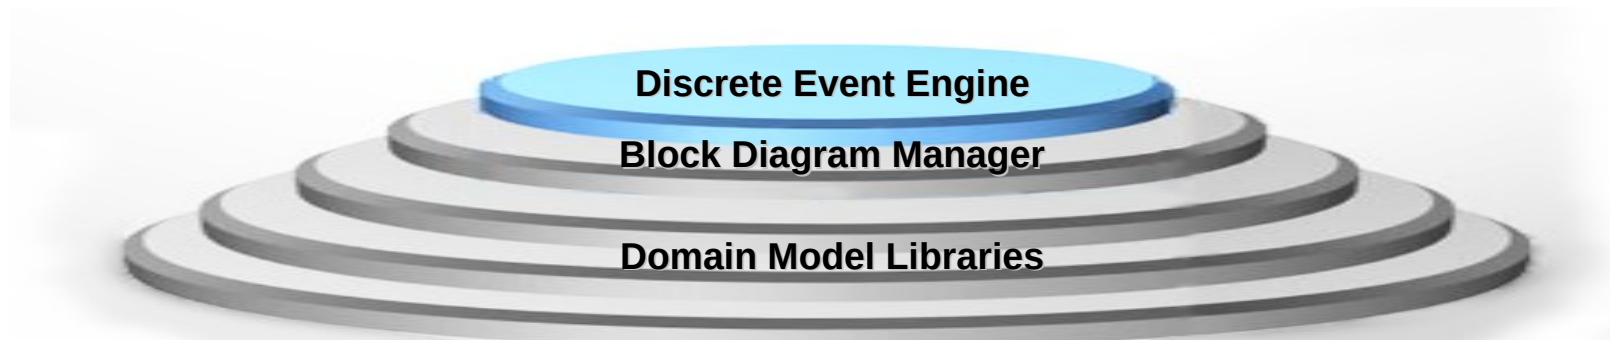 Discrete Event Engine
Block Diagram Manager
Domain Model Libraries